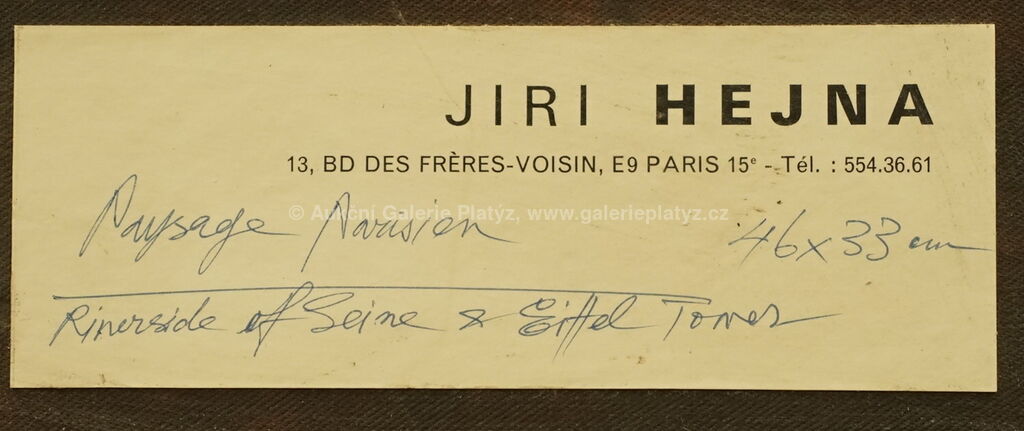 JIRI HEJNA
13, BD DES FRÈRES-VOISIN, E9 PARIS 15e - Tél. : 554.36.61
Paysage Parisien 46x33 cm
© Aukční Galerie Platýz, www.galerieplatyz.cz
Riverside of Seine & Eiffel Tower